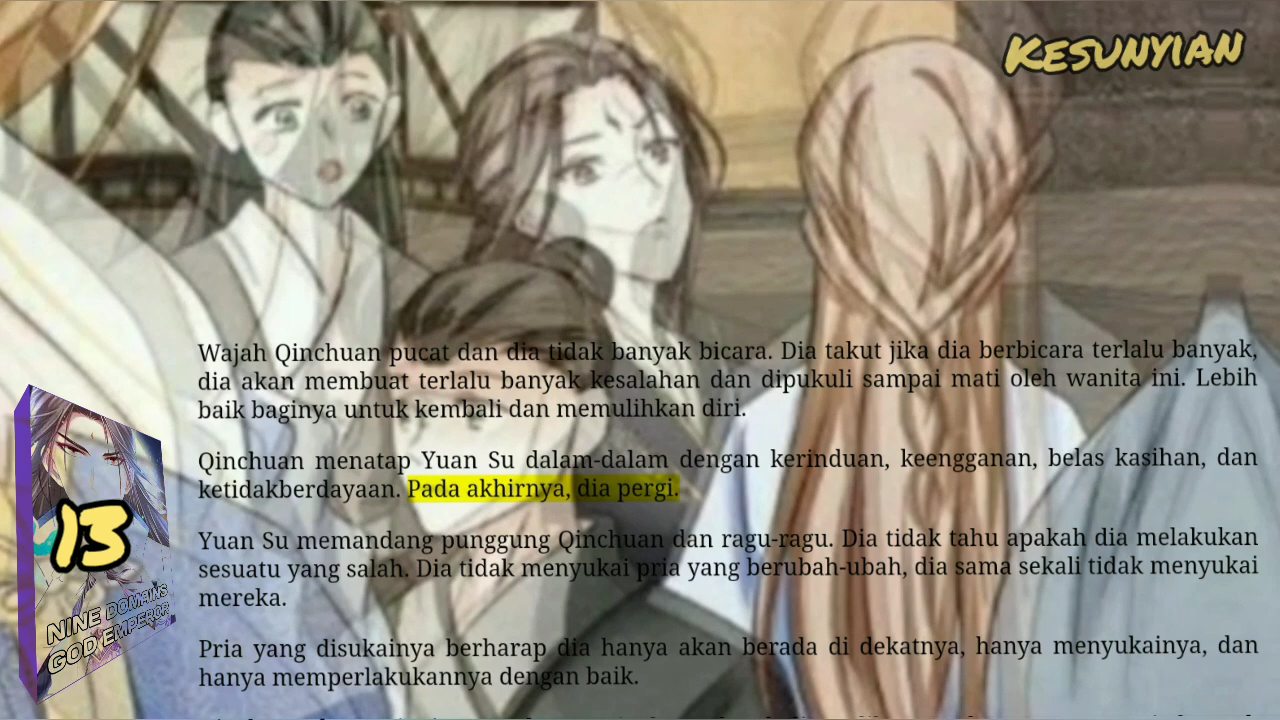 Kesunyian
Wajah Qinchuan pucat dan dia tidak banyak bicara. Dia takut jika dia berbicara terlalu banyak,
dia akan membuat terlalu banyak kesalahan dan dipukuli sampai mati oleh wanita ini. Lebih
baik baginya untuk kembali dan memulihkan diri.
Qinchuan menatap Yuan Su dalam-dalam dengan kerinduan, keengganan, belas kasihan, dan
ketidakberdayaan. Pada akhirnya, dia pergi.
Yuan Su memandang punggung Qinchuan dan ragu-ragu. Dia tidak tahu apakah dia melakukan
sesuatu yang salah. Dia tidak menyukai pria yang berubah-ubah, dia sama sekali tidak menyukai
mereka.
Pria yang disukainya berharap dia hanya akan berada di dekatnya, hanya menyukainya, dan
hanya memperlakukannya dengan baik.
13
NINE DOMAINS
GOD EMPEROR